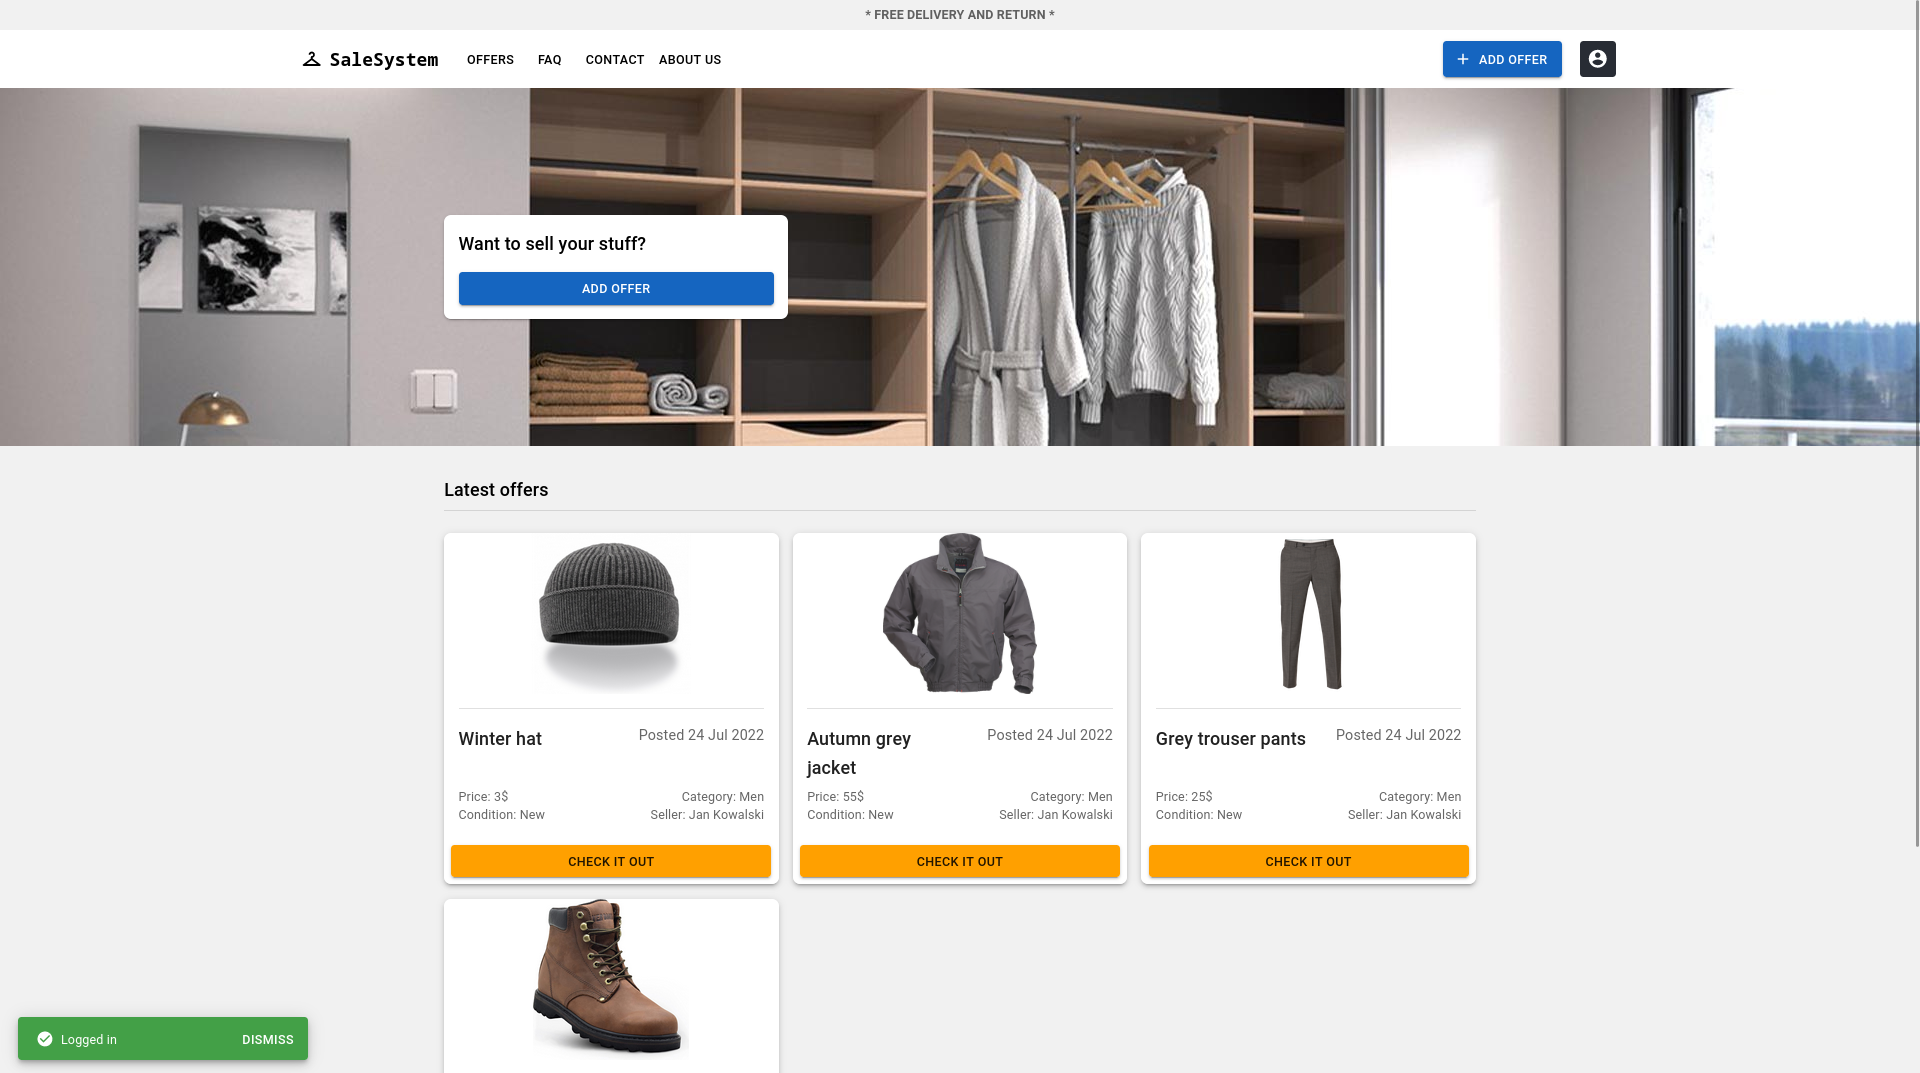 * FREE DELIVERY AND RETURN *
SaleSystem OFFERS FAQ CONTACT ABOUT US ADD OFFER
Want to sell your stuff?
ADD OFFER
Latest offers
Winter hat
Posted 24 Jul 2022
Price: 3$
Category: Men
Condition: New
Seller: Jan Kowalski
CHECK IT OUT
Autumn grey
jacket
Posted 24 Jul 2022
Price: 55$
Category: Men
Condition: New
Seller: Jan Kowalski
CHECK IT OUT
Grey trouser pants
Posted 24 Jul 2022
Price: 25$
Category: Men
Condition: New
Seller: Jan Kowalski
CHECK IT OUT
Logged in DISMISS